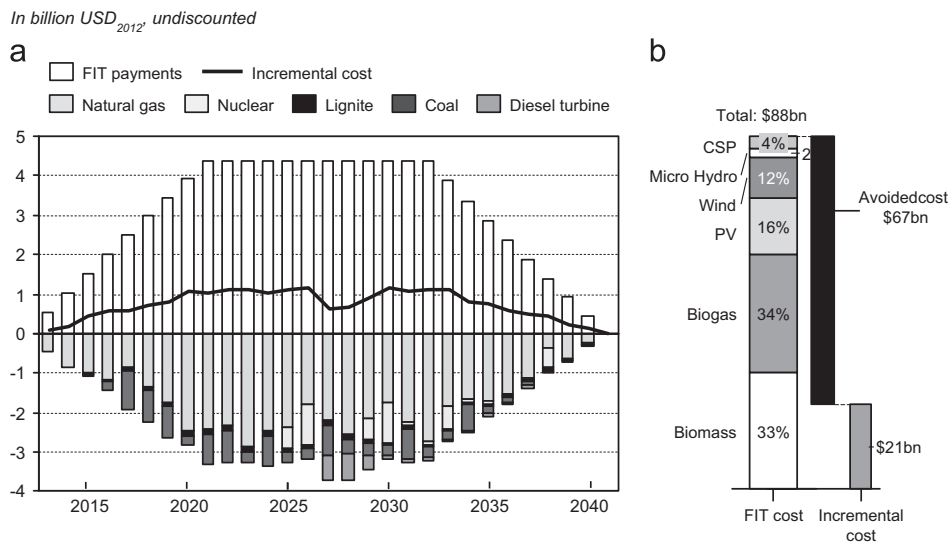 In billion USD2012, undiscounted
a
FIT payments Incremental cost
Natural gas Nuclear Lignite Coal Diesel turbine
5
4
3
2
1
0
-1
-2
-3
-4
2015 2020 2025 2030 2035 2040
b
Total: $88bn
CSP 4%
2
Micro Hydro
12%
Wind
Avoidedcost
$67bn
PV 16%
Biogas 34%
Biomass 33%
$21bn
FIT cost Incremental
cost